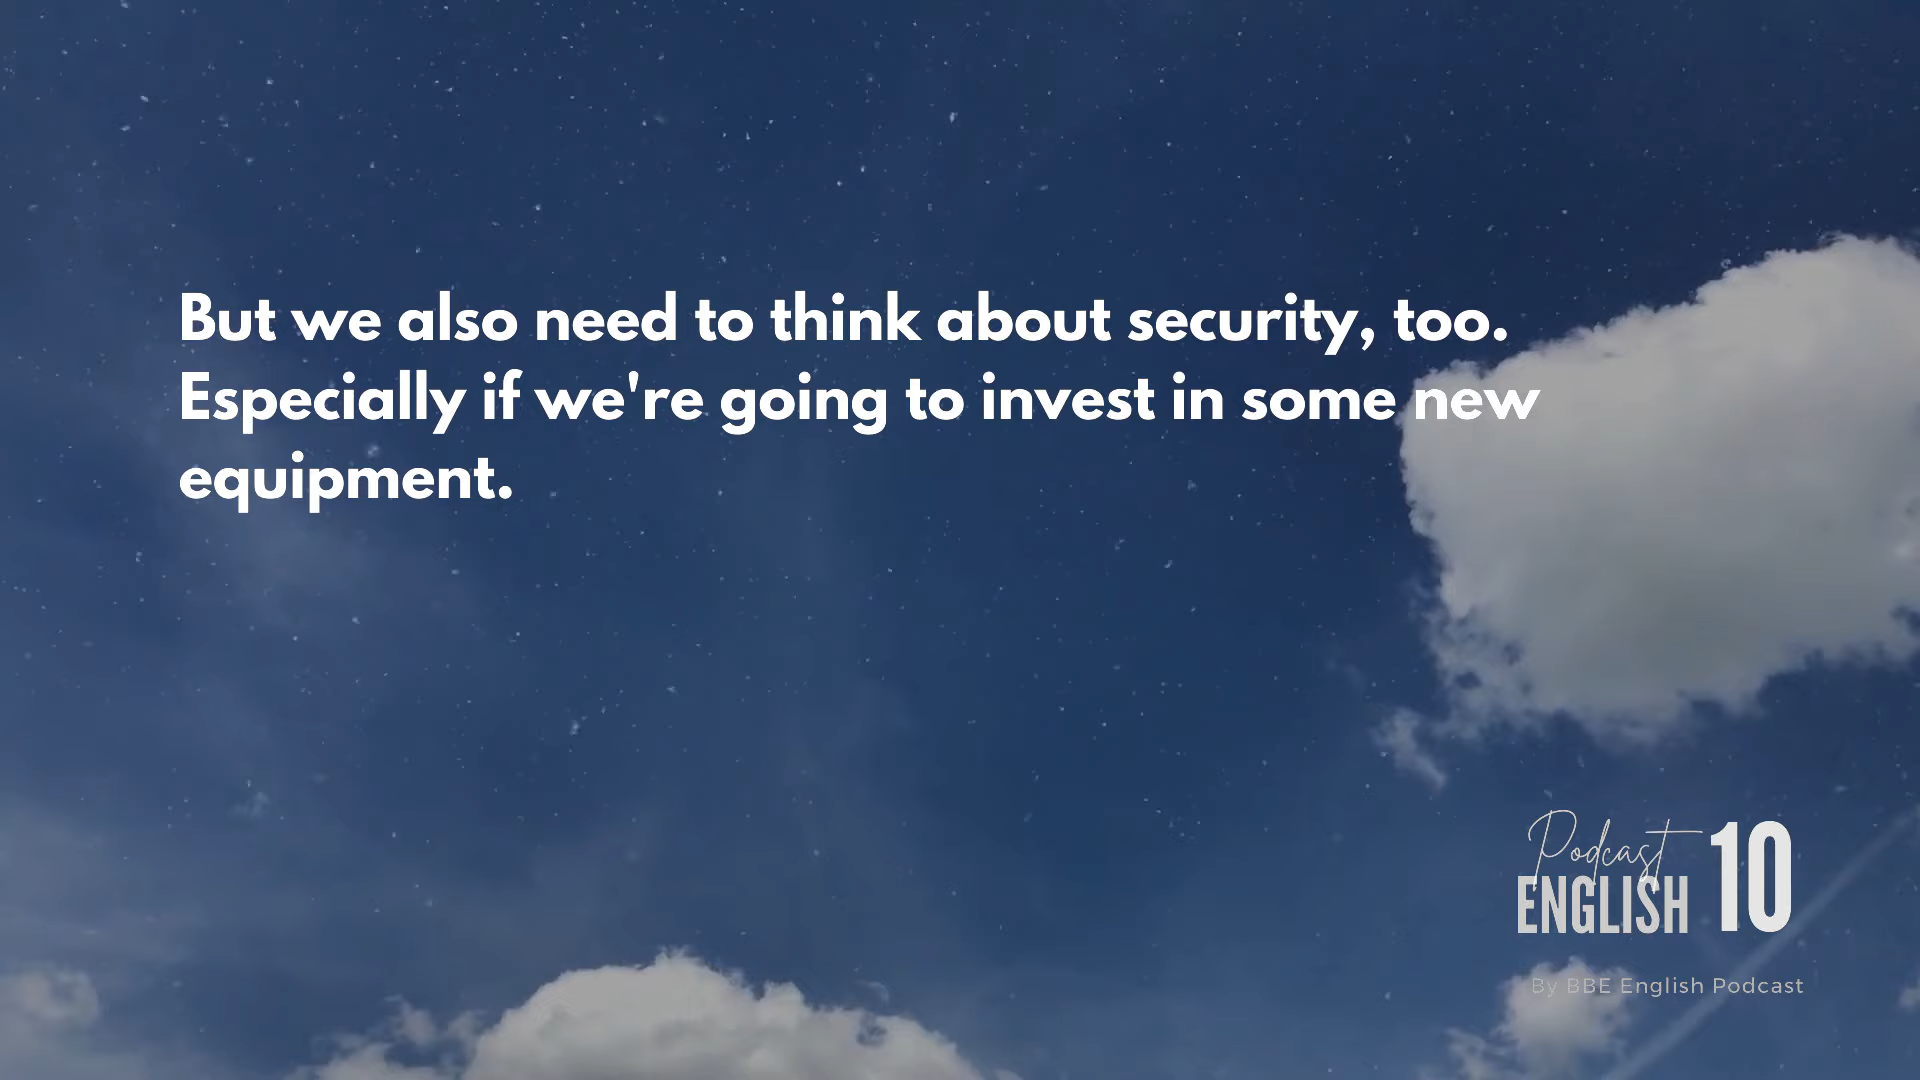 But we also need to think about security, too.
Especially if we're going to invest in some new
equipment.
Podcast
ENGLISH 10
By BBE English Podcast